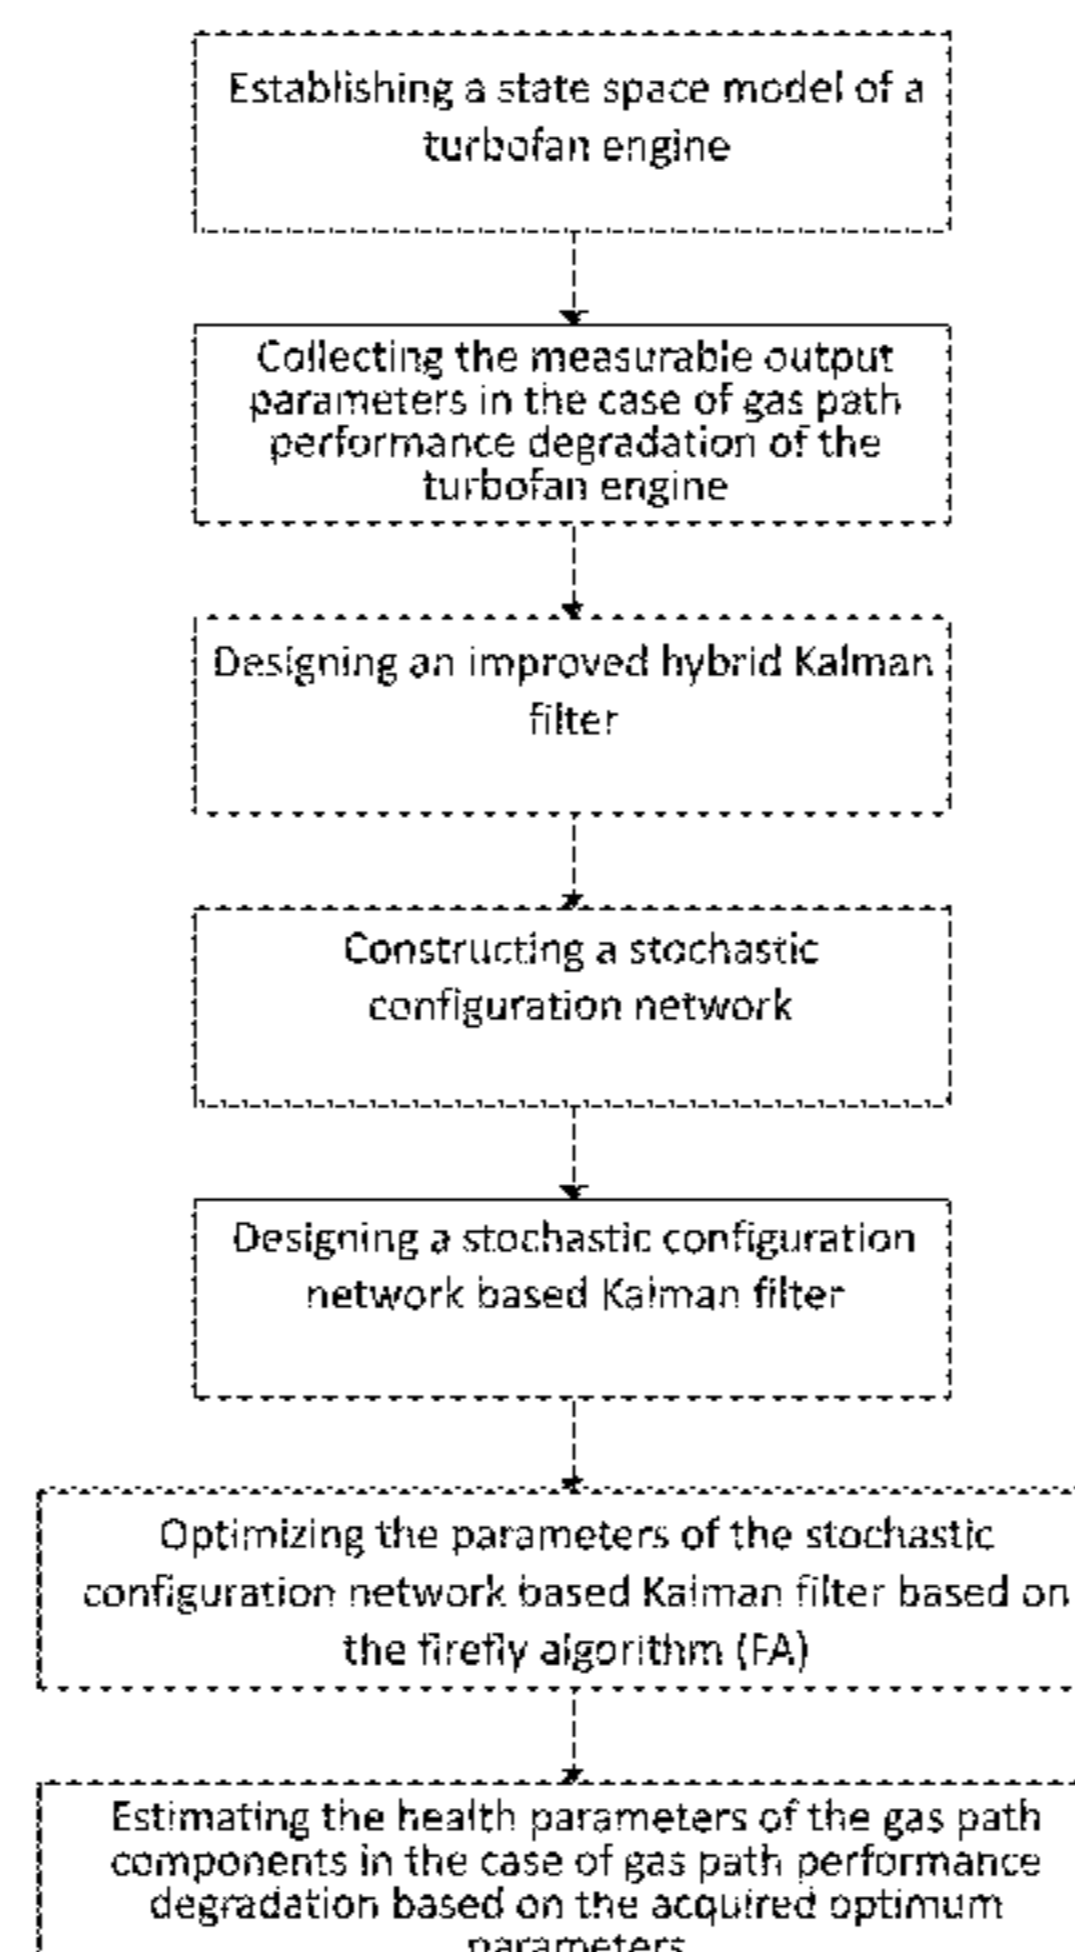 Establishing a state space model of a
turbofan engine
Collecting the measurable output
parameters in the case of gas path
performance degradation of the
turbofan engine
Designing an improved hybrid Kalman
filter
Constructing a stochastic
configuration network
Designing a stochastic configuration
network based Kalman filter
Optimizing the parameters of the stochastic
configuration network based Kalman filter based on
the firefly algorithm (FA)
Estimating the health parameters of the gas path
components in the case of gas path performance
degradation based on the acquired optimum
parameters